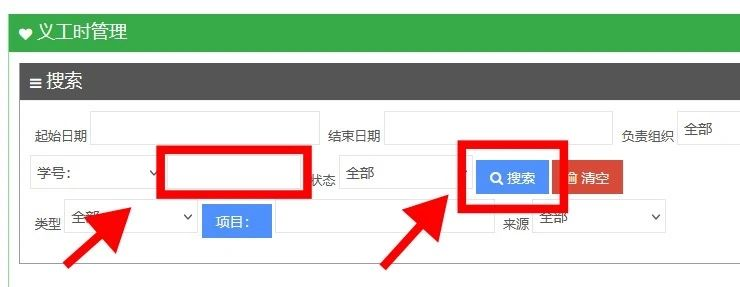 义工时管理
搜索
起始日期 结束日期 负责组织 全部
学号: 状态 全部 搜索 清空
类型 全部 项目: 来源 全部